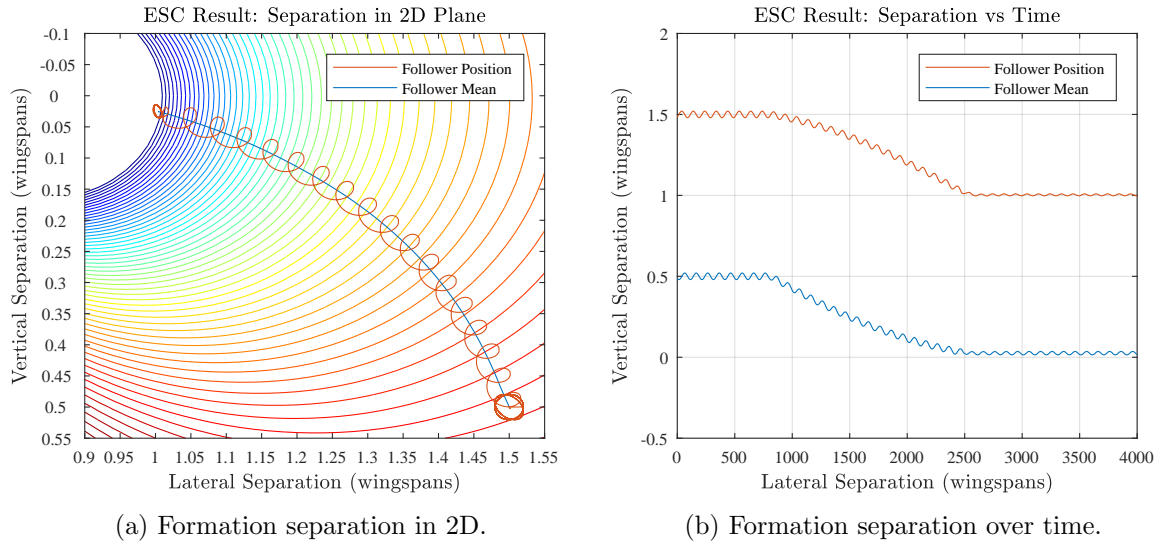 ESC Result: Separation in 2D Plane
-0.1
-0.05
0
0.05
0.1
0.15
0.2
0.25
0.3
0.35
0.4
0.45
0.5
0.55
Vertical Separation (wingspans)
Follower Position
Follower Mean
0.9 0.95 1 1.05 1.1 1.15 1.2 1.25 1.3 1.35 1.4 1.45 1.5 1.55
Lateral Separation (wingspans)
(a) Formation separation in 2D.
ESC Result: Separation vs Time
2
1.5
1
0.5
0
-0.5
Vertical Separation (wingspans)
Follower Position
Follower Mean
0 500 1000 1500 2000 2500 3000 3500 4000
Lateral Separation (wingspans)
(b) Formation separation over time.